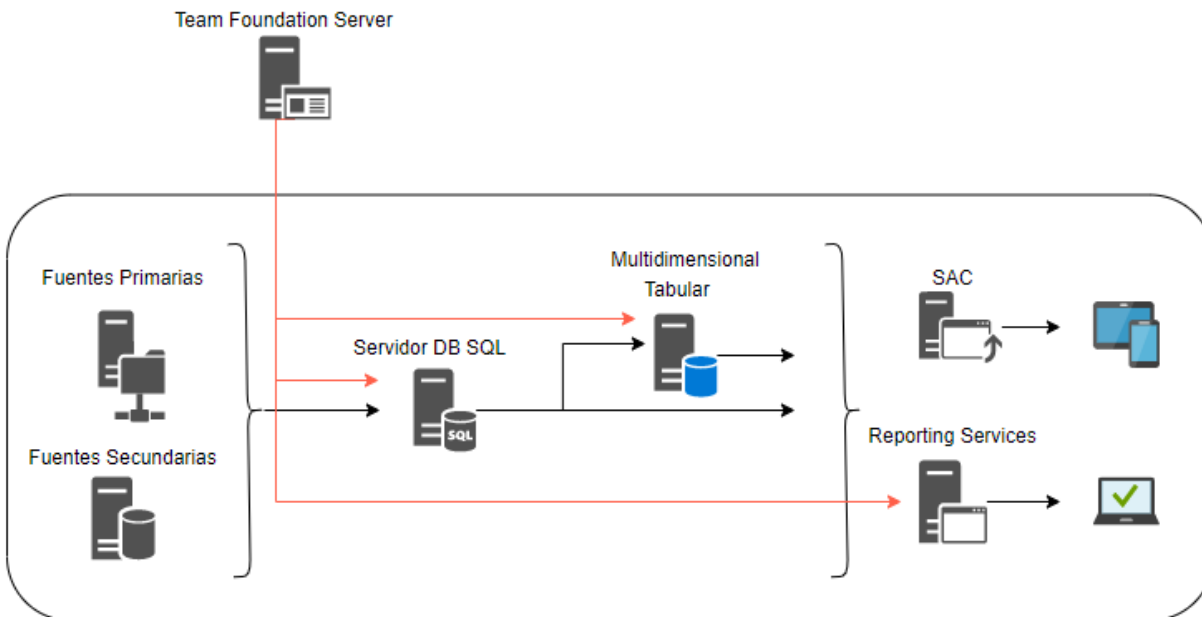 Team Foundation Server
Fuentes Primarias
Fuentes Secundarias
Servidor DB SQL
SQL
Multidimensional
Tabular
SAC
Reporting Services